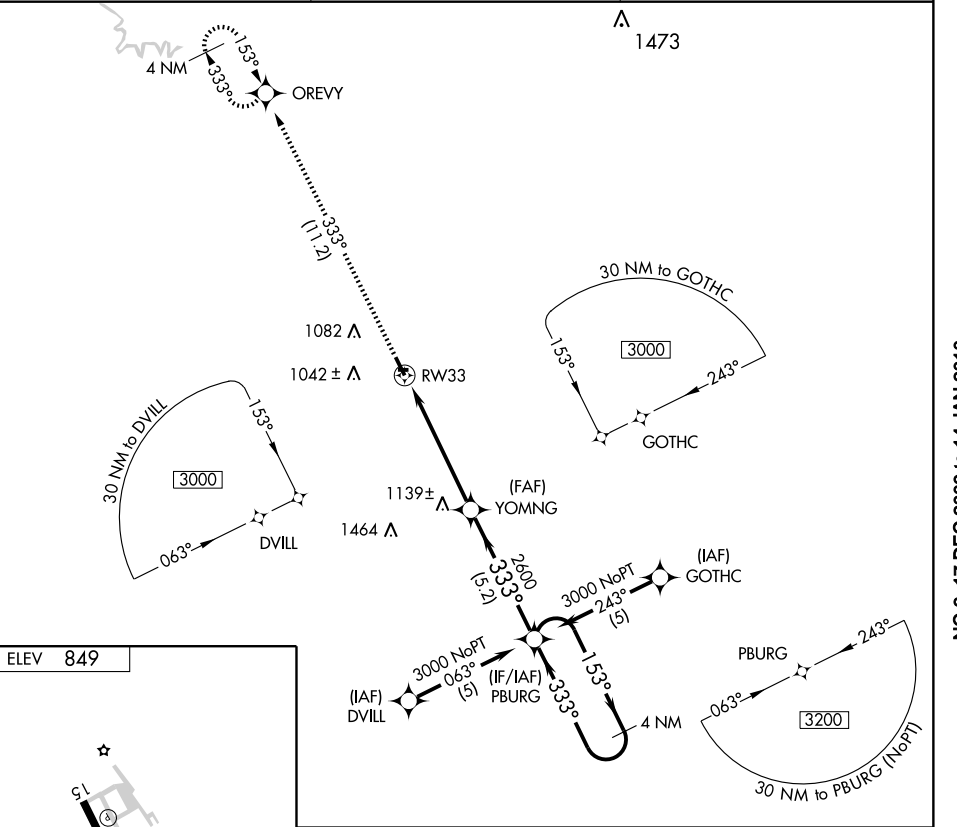 1473
4 NM
153°
333°
OREVY
333°
(11.2)
30 NM to GOTHC
3000
153°
243°
GOTHC
1082
1042 ±
RW33
30 NM to DVILL
153°
3000
063°
DVILL
1139±
(FAF)
YOMNG
1464
2600
333°
(5.2)
(IAF)
GOTHC
3000 NoPT
243°
(5)
3000 NoPT
063°
(5)
(IAF)
DVILL
(IF/IAF)
PBURG
333°
153°
4 NM
PBURG
243°
063°
3200
30 NM to PBURG (NoPT)
ELEV 849
15
P